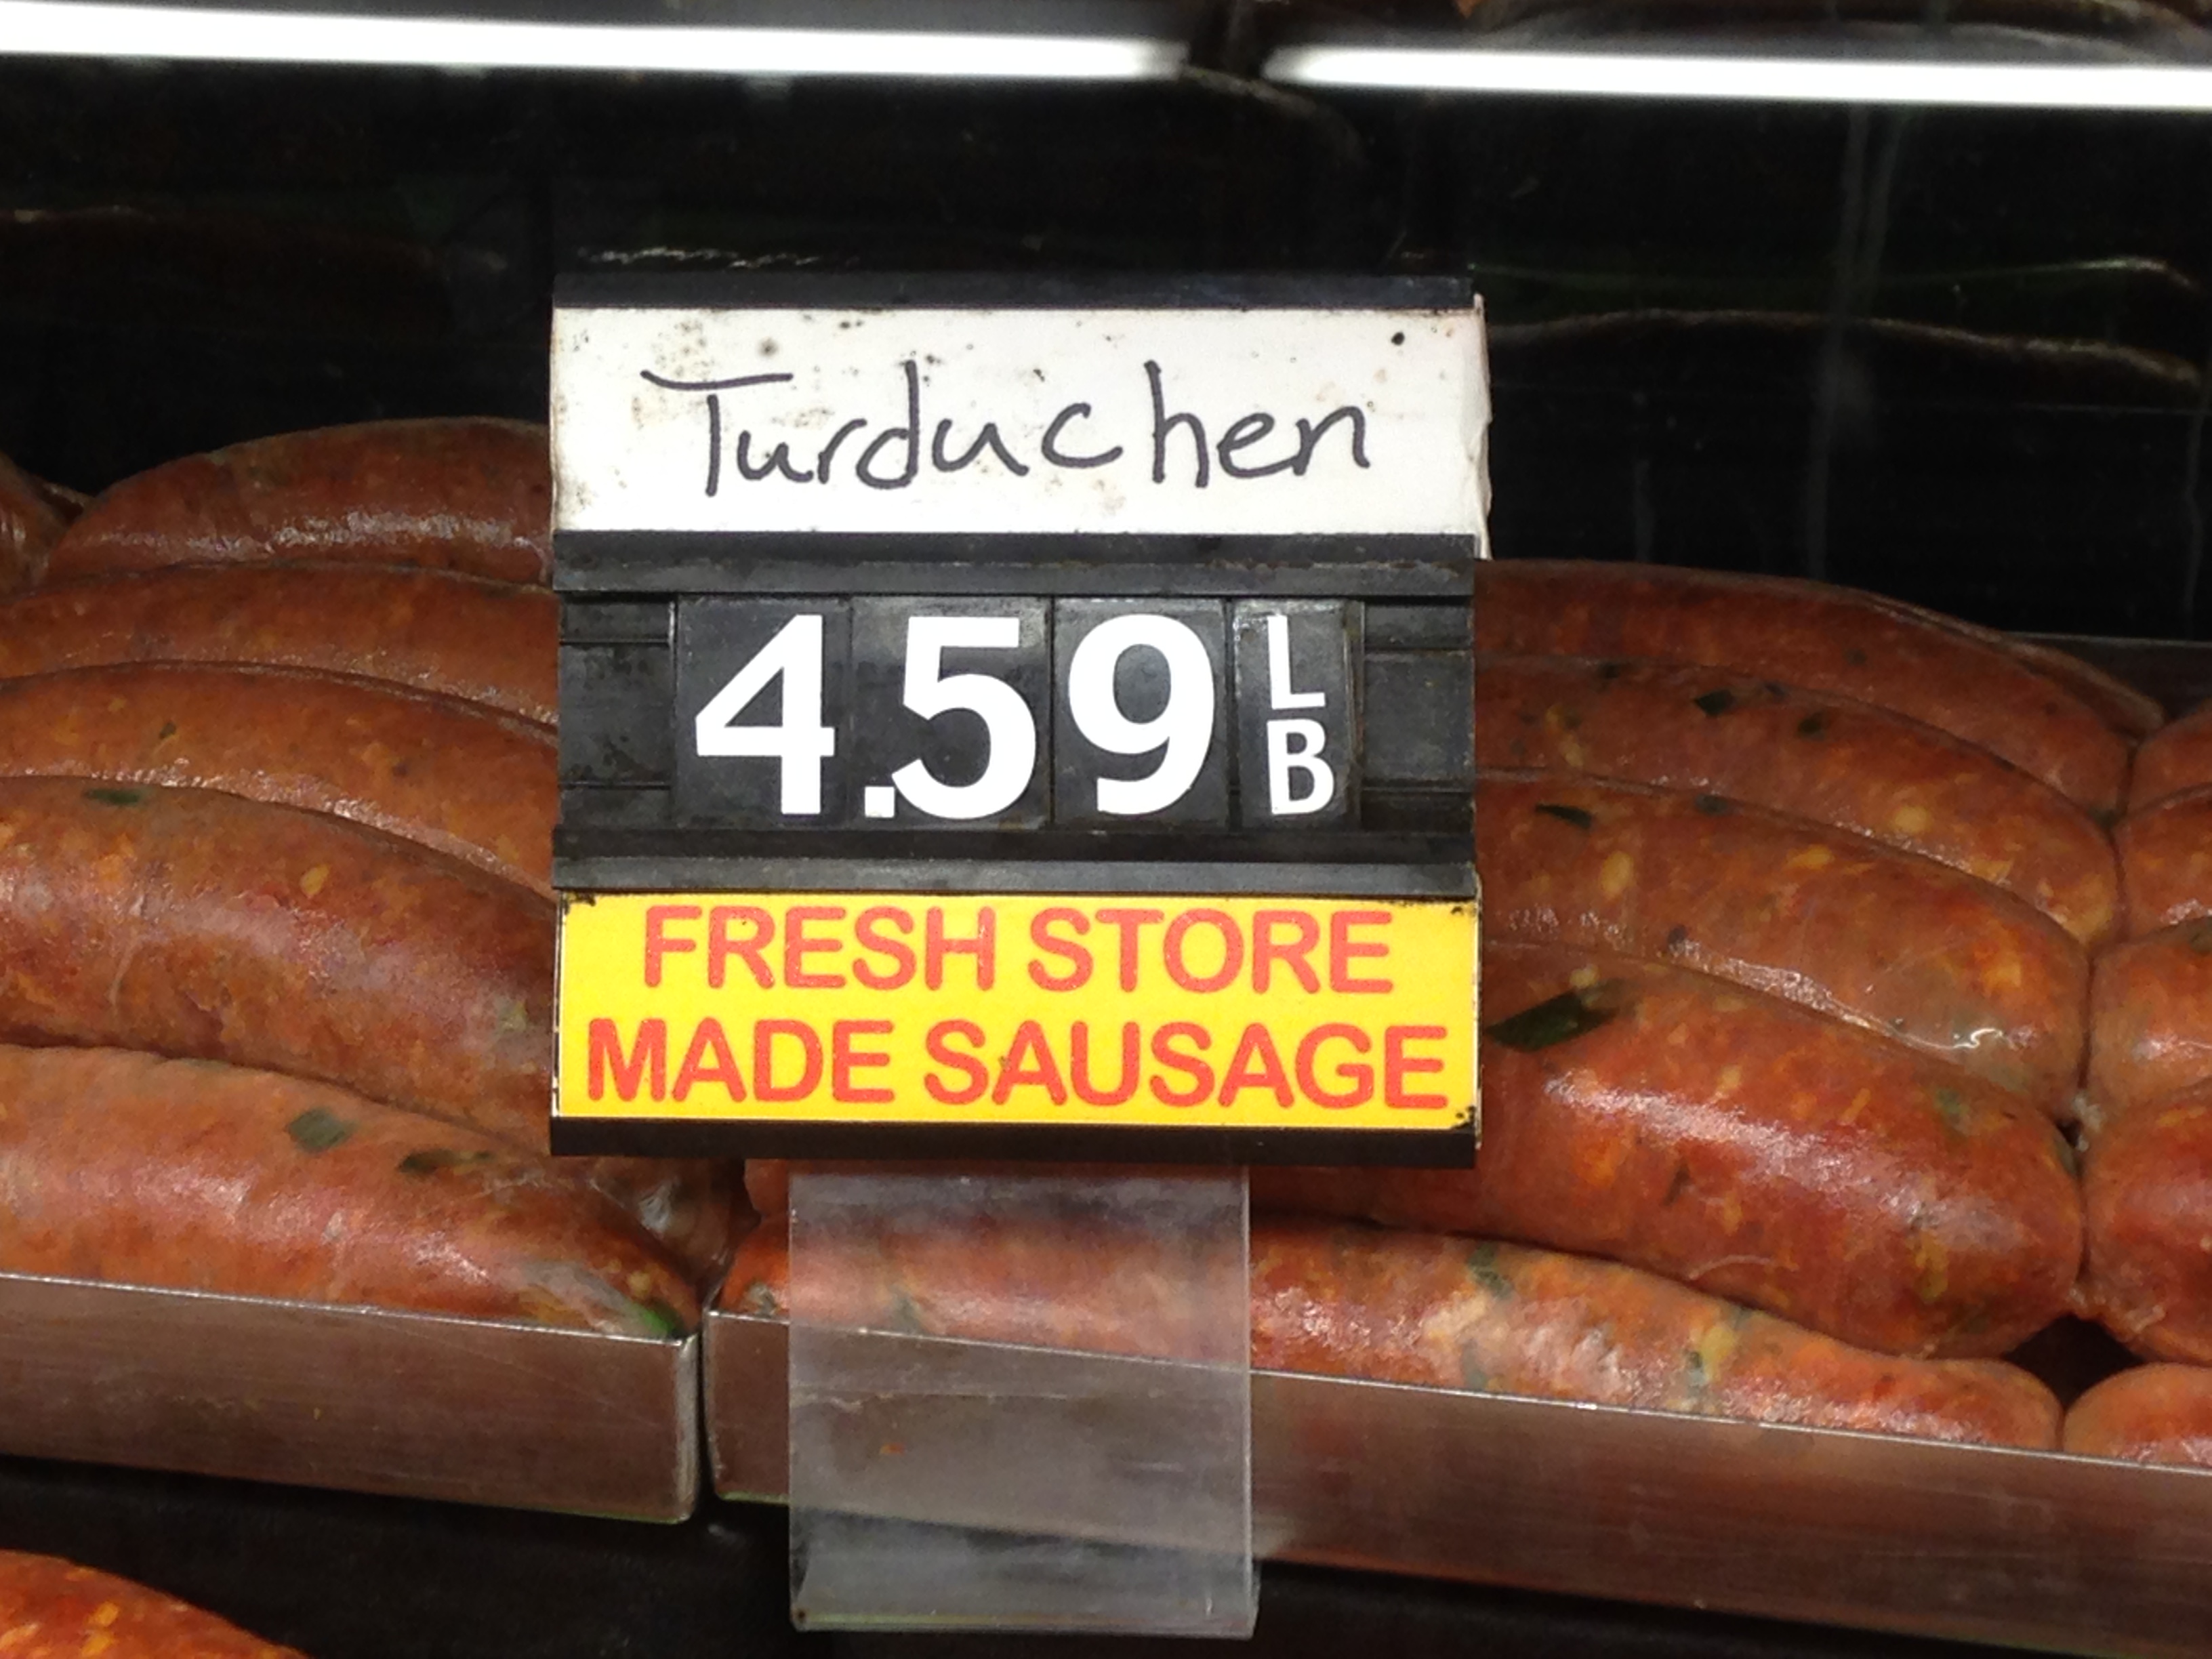 Turduchen
4.59 LB
FRESH STORE
MADE SAUSAGE